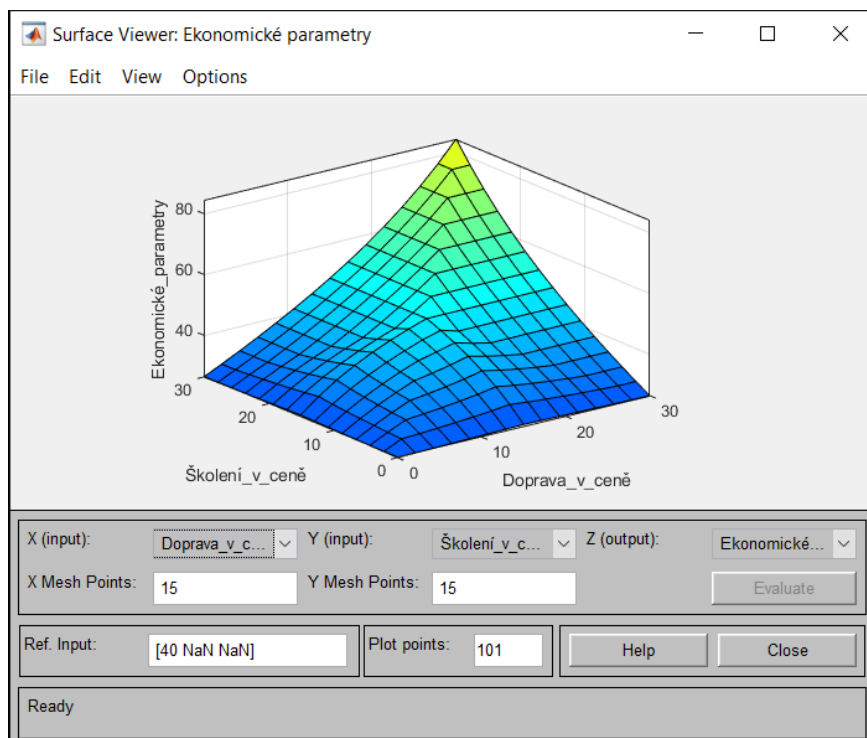 Surface Viewer: Ekonomické parametry
File Edit View Options
Ekonomické_parametry
80
60
40
30
20
10
0
Školení_v_ceně
0
10
20
30
Doprava_v_ceně
X (input): Doprava_v_c... Y (input): Školení_v_c... Z (output): Ekonomické...
X Mesh Points: 15 Y Mesh Points: 15 Evaluate
Ref. Input: [40 NaN NaN] Plot points: 101 Help Close
Ready